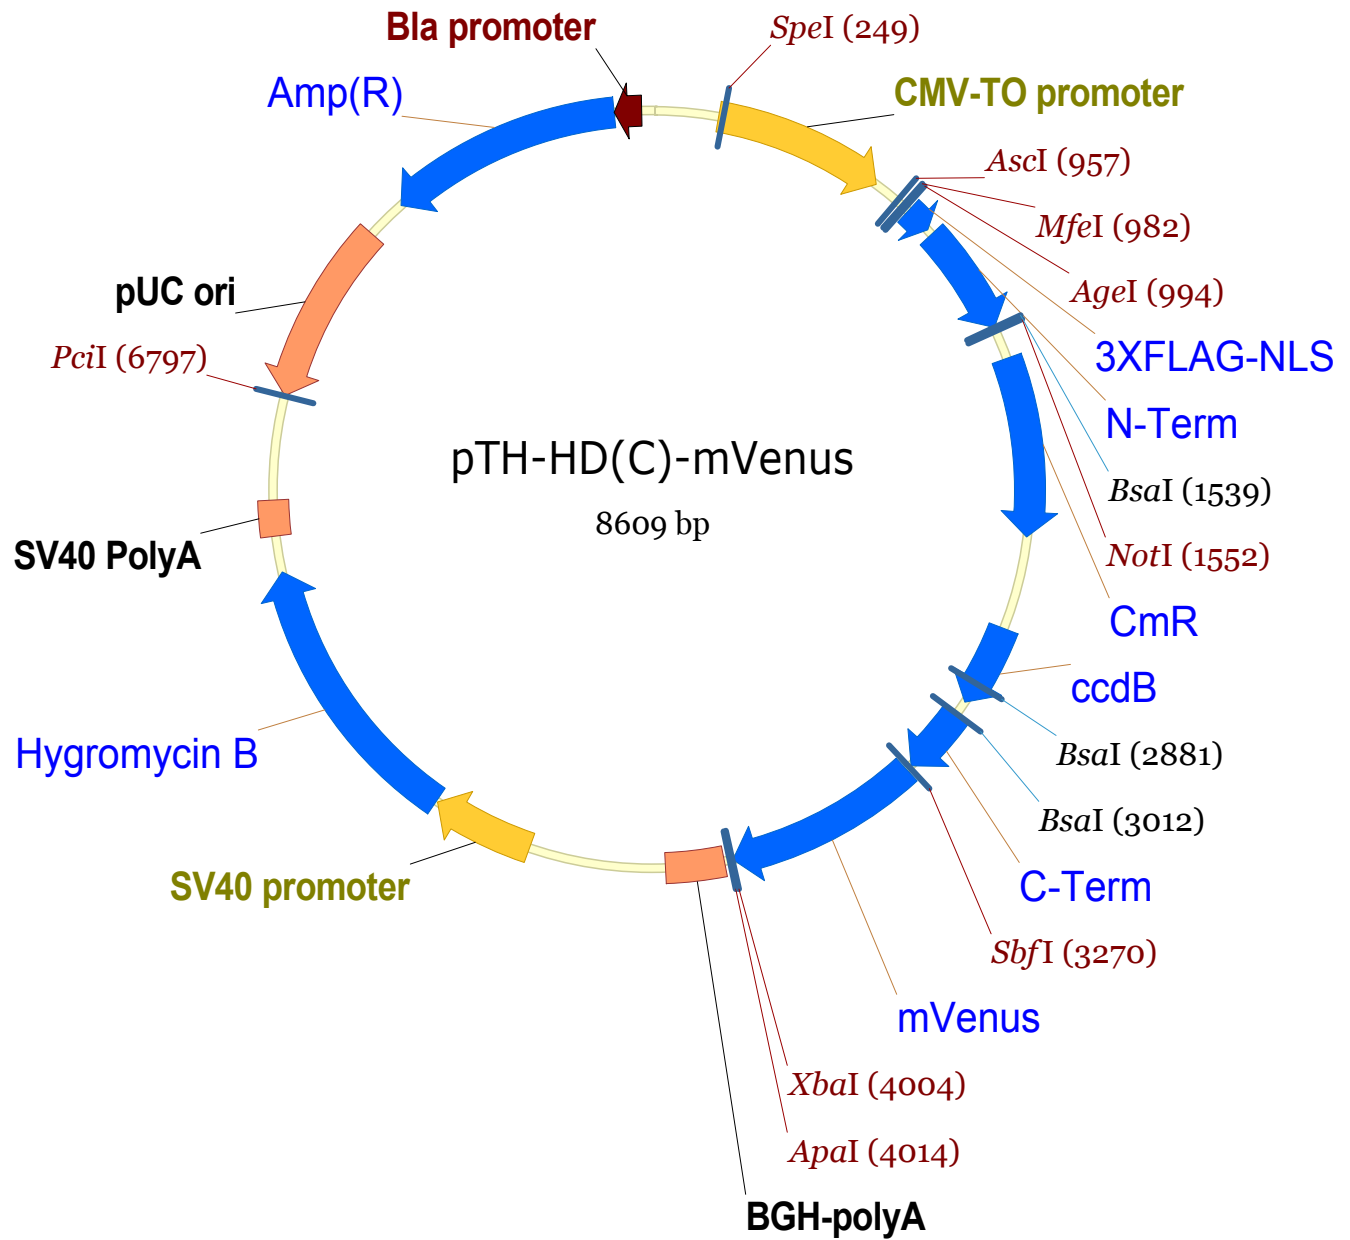 Bla promoter
SpeI (249)
Amp(R)
CMV-TO promoter
AscI (957)
MfeI (982)
AgeI (994)
pUC ori
PciI (6797)
3XFLAG-NLS
N-Term
pTH-HD(C)-mVenus
8609 bp
BsaI (1539)
SV40 PolyA
NotI (1552)
CmR
ccdB
Hygromycin B
BsaI (2881)
BsaI (3012)
SV40 promoter
C-Term
SbfI (3270)
mVenus
XbaI (4004)
ApaI (4014)
BGH-polyA